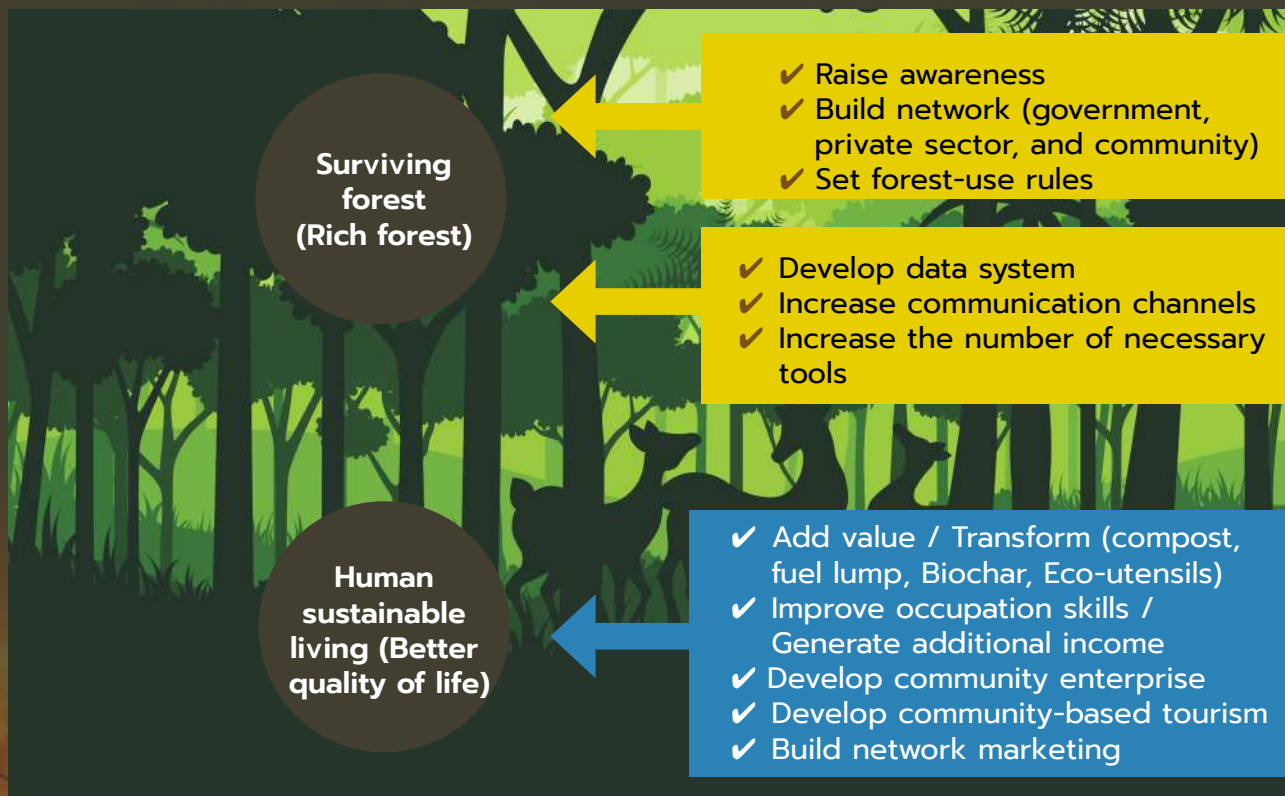 Surviving
forest
(Rich forest)
✔ Raise awareness
✔ Build network (government,
private sector, and community)
✔ Set forest-use rules
✔ Develop data system
✔ Increase communication channels
✔ Increase the number of necessary
tools
Human
sustainable
living (Better
quality of life)
✔ Add value / Transform (compost,
fuel lump, Biochar, Eco-utensils)
✔ Improve occupation skills /
Generate additional income
✔ Develop community enterprise
✔ Develop community-based tourism
✔ Build network marketing